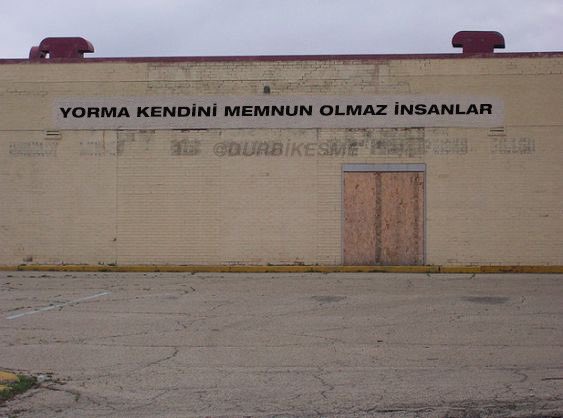 YORMA KENDİNİ MEMNUN OLMAZ İNSANLAR
@DURBİKESME